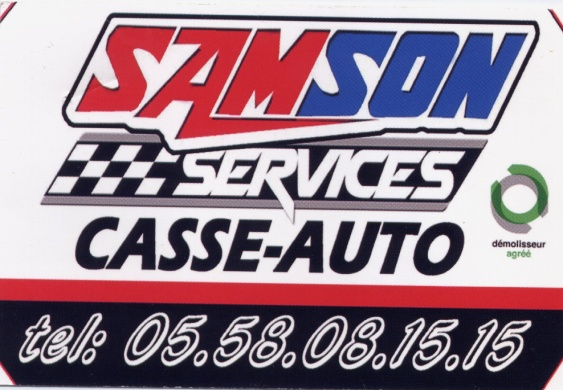 SAMSON
SERVICES
CASSE-AUTO
démolisseur
agréé
tel: 05.58.08.15.15